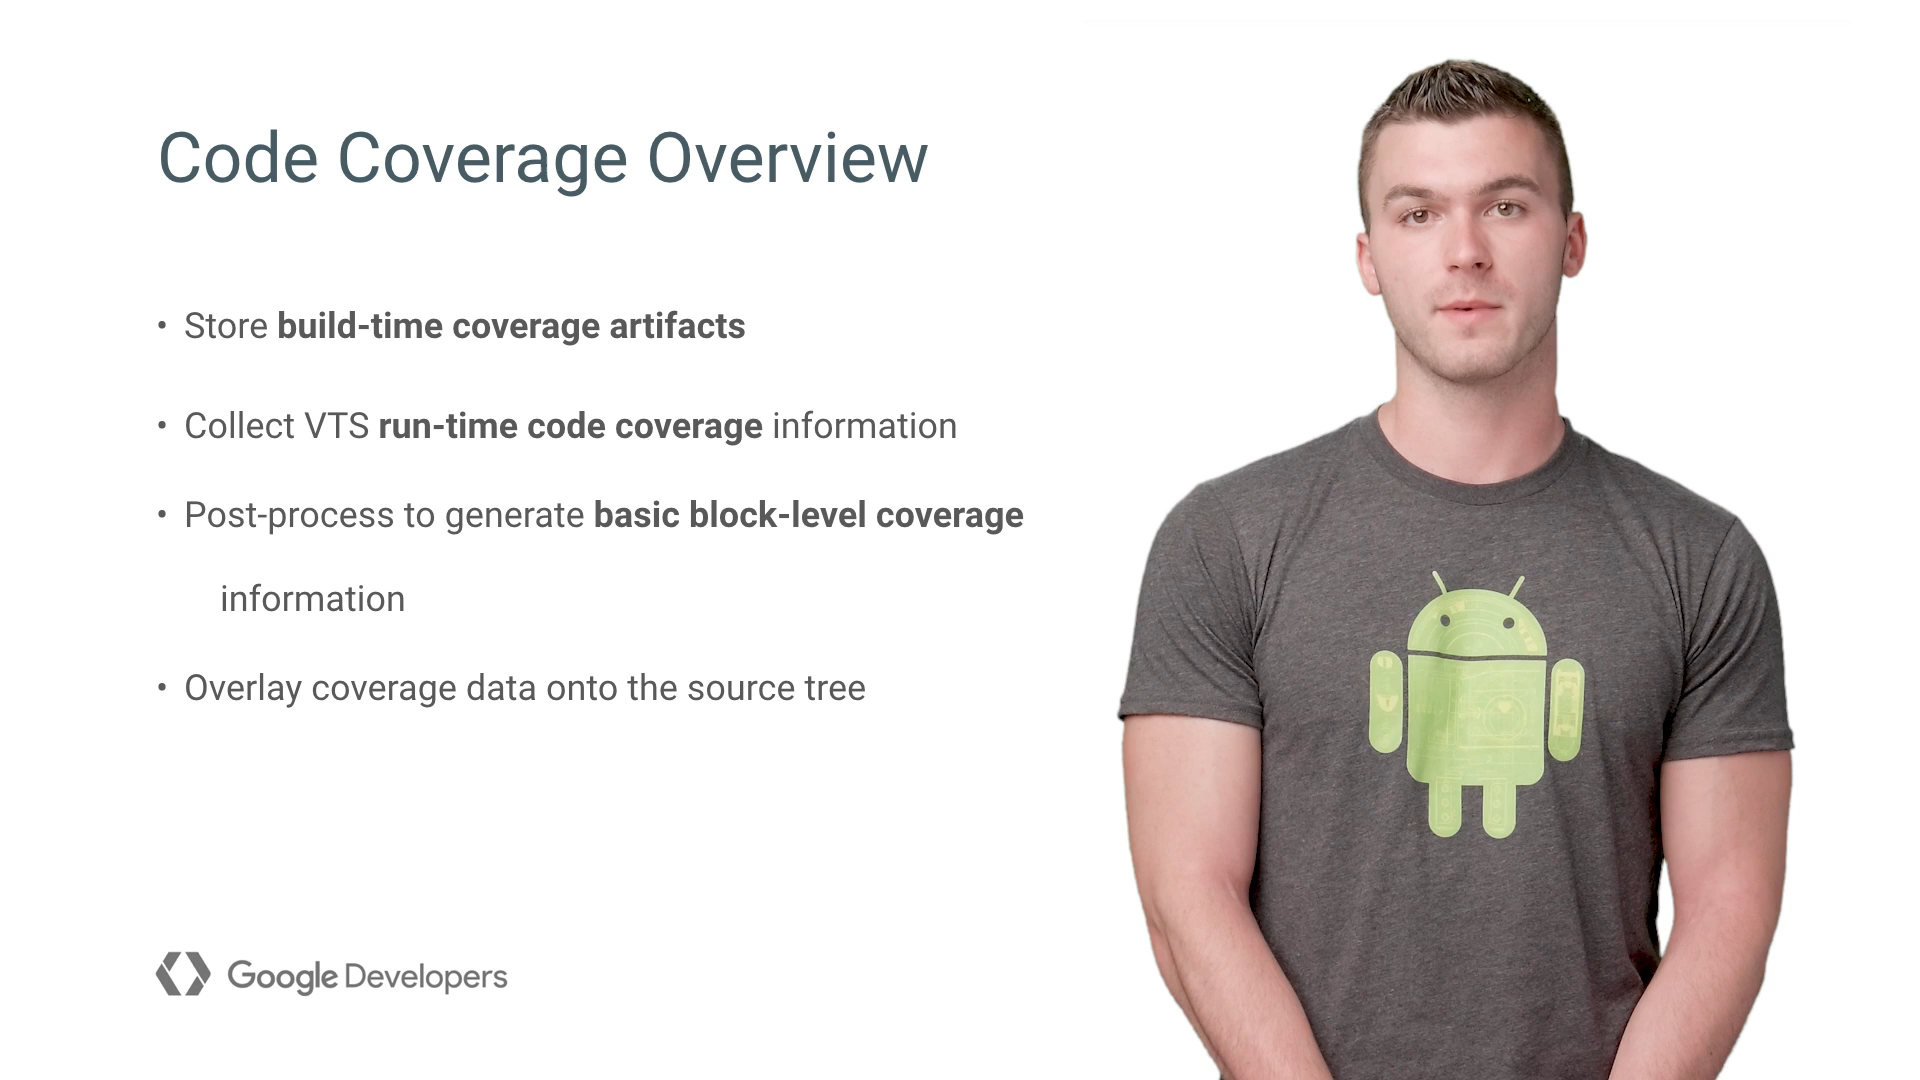 Code Coverage Overview
• Store build-time coverage artifacts
• Collect VTS run-time code coverage information
• Post-process to generate basic block-level coverage
information
• Overlay coverage data onto the source tree
Google Developers